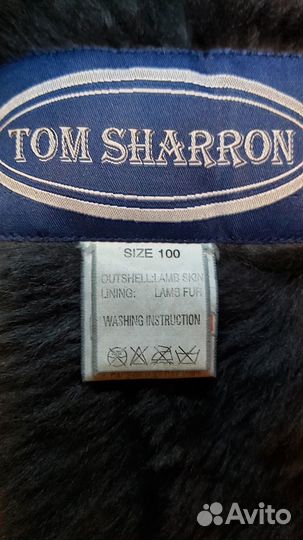 TOM SHARRON
SIZE 100
OUTSHELL:LAMB SKIN
LINING: LAMB FUR
WASHING INSTRUCTION
Avito